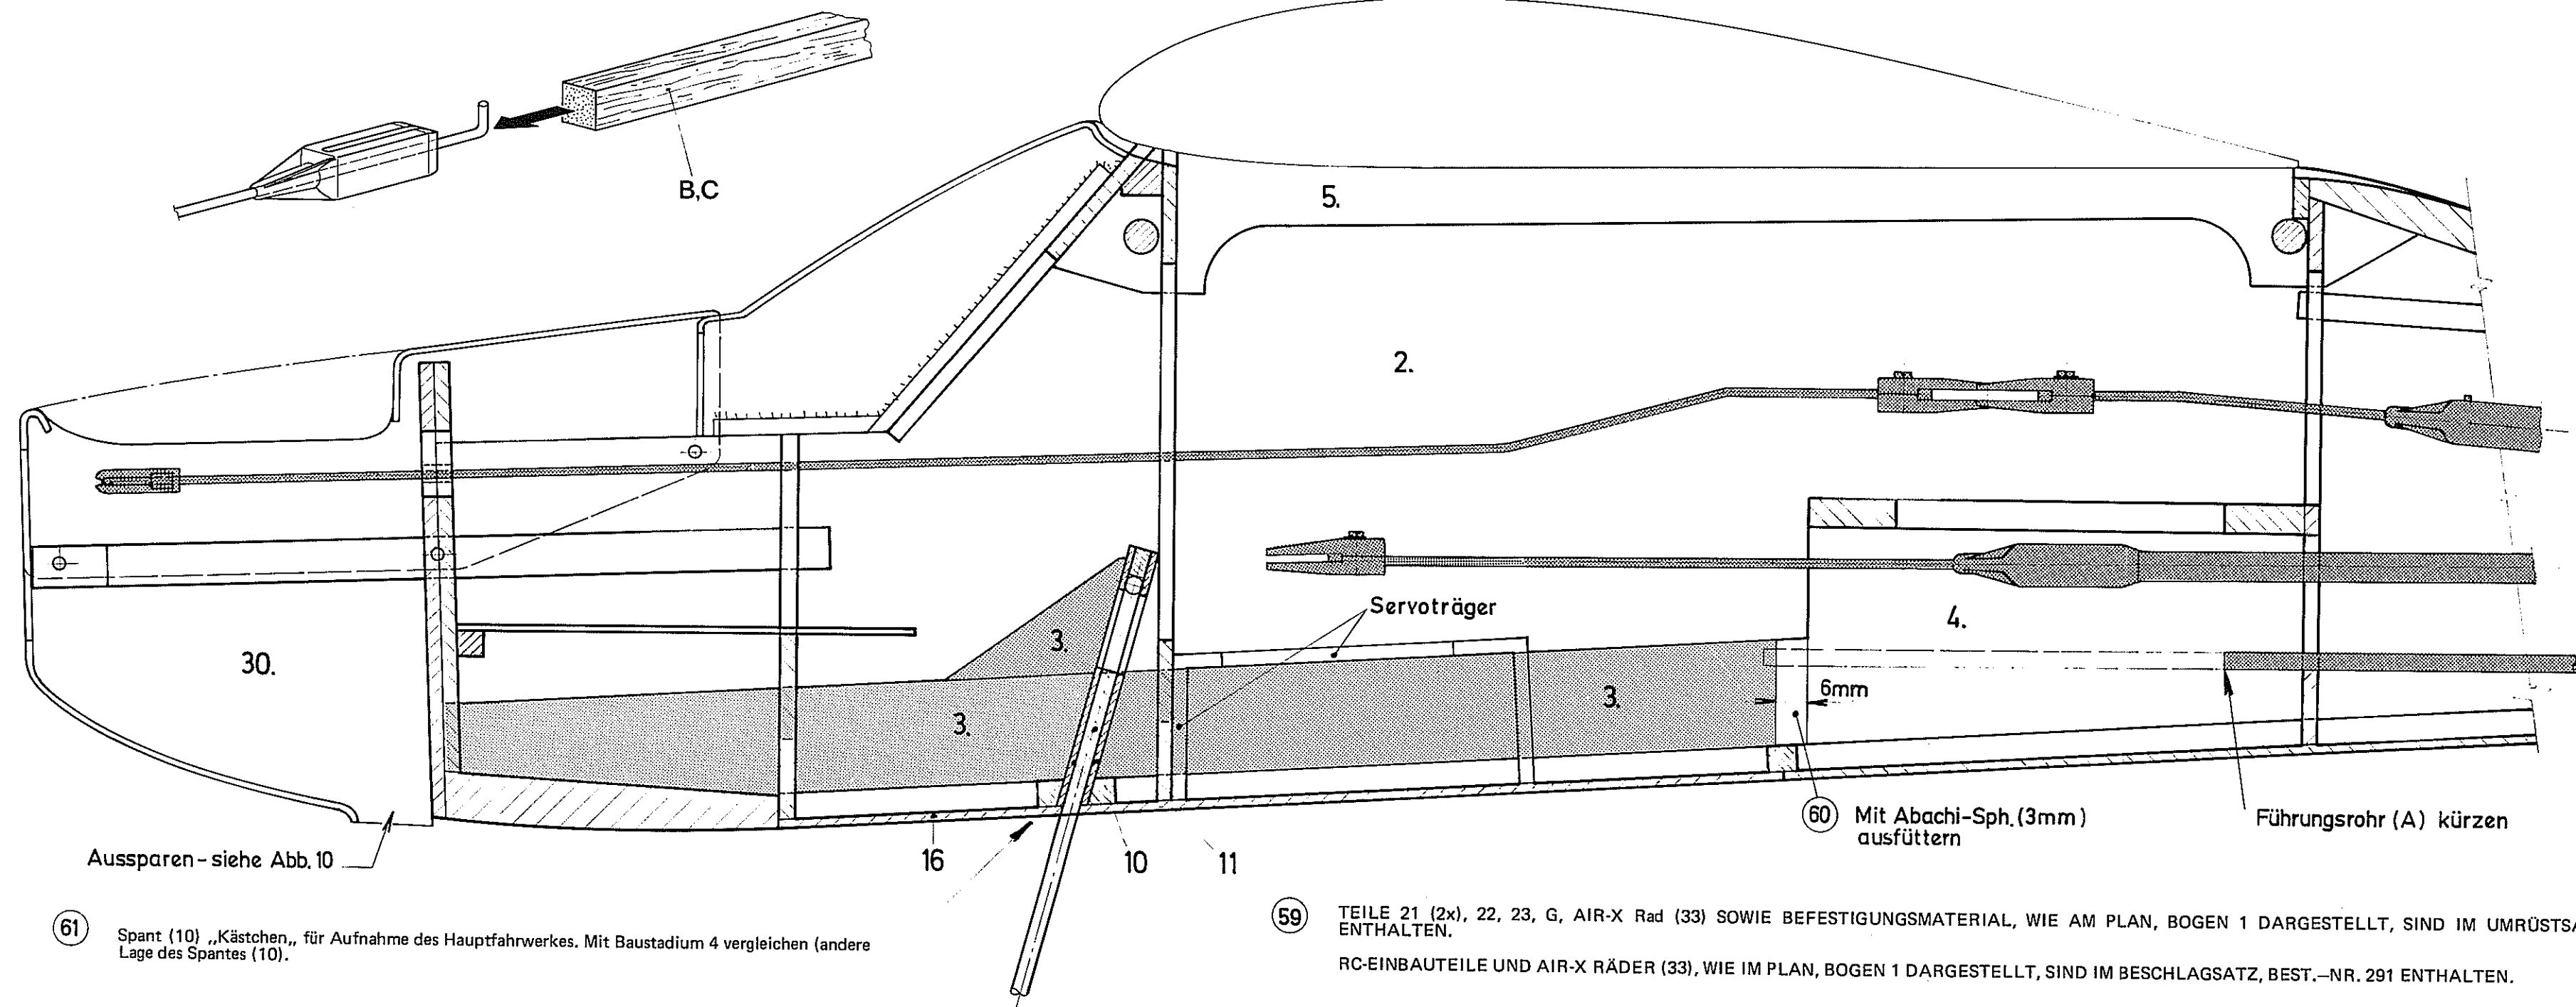 B,C
5.
2.
Servoträger
3.
4.
30.
3.
3.
6mm
60 Mit Abachi-Sph. (3mm)
ausfüttern
Führungsrohr (A) kürzen
Aussparen - siehe Abb. 10
16
10
11
61 Spant (10) „Kästchen„ für Aufnahme des Hauptfahrwerkes. Mit Baustadium 4 vergleichen (andere
Lage des Spantes (10).
59 TEILE 21 (2x), 22, 23, G, AIR-X Rad (33) SOWIE BEFESTIGUNGSMATERIAL, WIE AM PLAN, BOGEN 1 DARGESTELLT, SIND IM UMRÜSTSA
ENTHALTEN.
RC-EINBAUTEILE UND AIR-X RÄDER (33), WIE IM PLAN, BOGEN 1 DARGESTELLT, SIND IM BESCHLAGSATZ, BEST.–NR. 291 ENTHALTEN.